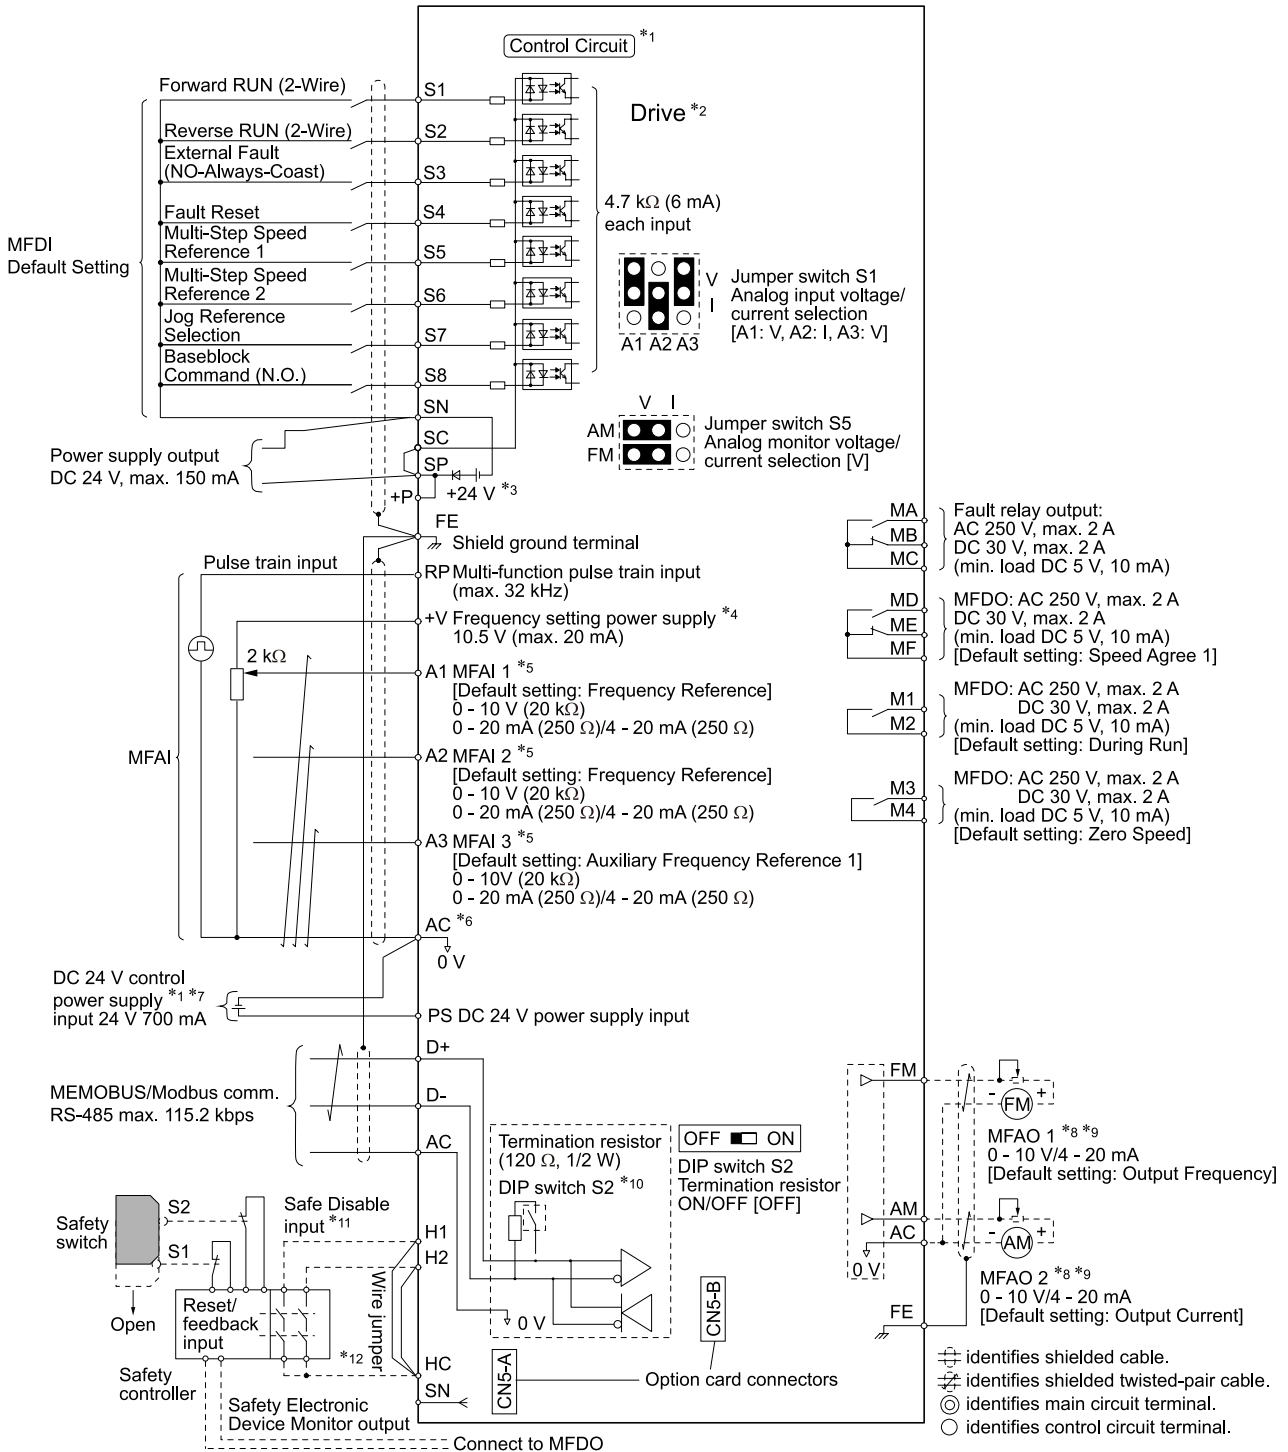 Control Circuit *1
Drive *2
MFDI
Default Setting
Forward RUN (2-Wire)
S1
Reverse RUN (2-Wire)
S2
External Fault
(NO-Always-Coast)
S3
Fault Reset
S4
Multi-Step Speed
Reference 1
S5
Multi-Step Speed
Reference 2
S6
Jog Reference
Selection
S7
Baseblock
Command (N.O.)
S8
4.7 kΩ (6 mA)
each input
V
I
A1 A2 A3
Jumper switch S1
Analog input voltage/
current selection
[A1: V, A2: I, A3: V]
V I
AM
FM
Jumper switch S5
Analog monitor voltage/
current selection [V]
SN
SC
SP
Power supply output
DC 24 V, max. 150 mA
+P
+24 V *3
FE
Shield ground terminal
MFAI
Pulse train input
RP Multi-function pulse train input
(max. 32 kHz)
+V Frequency setting power supply *4
10.5 V (max. 20 mA)
2 kΩ
A1 MFAI 1 *5
[Default setting: Frequency Reference]
0 - 10 V (20 kΩ)
0 - 20 mA (250 Ω)/4 - 20 mA (250 Ω)
A2 MFAI 2 *5
[Default setting: Frequency Reference]
0 - 10 V (20 kΩ)
0 - 20 mA (250 Ω)/4 - 20 mA (250 Ω)
A3 MFAI 3 *5
[Default setting: Auxiliary Frequency Reference 1]
0 - 10V (20 kΩ)
0 - 20 mA (250 Ω)/4 - 20 mA (250 Ω)
AC *6
0 V
DC 24 V control
power supply *1 *7
input 24 V 700 mA
PS DC 24 V power supply input
MA
MB
MC
Fault relay output:
AC 250 V, max. 2 A
DC 30 V, max. 2 A
(min. load DC 5 V, 10 mA)
MD
ME
MF
MFDO: AC 250 V, max. 2 A
DC 30 V, max. 2 A
(min. load DC 5 V, 10 mA)
[Default setting: Speed Agree 1]
M1
M2
MFDO: AC 250 V, max. 2 A
DC 30 V, max. 2 A
(min. load DC 5 V, 10 mA)
[Default setting: During Run]
M3
M4
MFDO: AC 250 V, max. 2 A
DC 30 V, max. 2 A
(min. load DC 5 V, 10 mA)
[Default setting: Zero Speed]
MEMOBUS/Modbus comm.
RS-485 max. 115.2 kbps
D+
D-
AC
Termination resistor
(120 Ω, 1/2 W)
DIP switch S2 *10
0 V
OFF ON
DIP switch S2
Termination resistor
ON/OFF [OFF]
FM
- FM +
MFAO 1 *8 *9
0 - 10 V/4 - 20 mA
[Default setting: Output Frequency]
AM
AC
0 V
- AM +
MFAO 2 *8 *9
0 - 10 V/4 - 20 mA
[Default setting: Output Current]
FE
Safety
switch
S2
S1
Open
Safe Disable
input *11
H1
H2
Wire jumper
Reset/
feedback
input
*12
Safety
controller
HC
SN
Safety Electronic
Device Monitor output
Connect to MFDO
CN5-A
CN5-B
Option card connectors
identifies shielded cable.
identifies shielded twisted-pair cable.
identifies main circuit terminal.
identifies control circuit terminal.